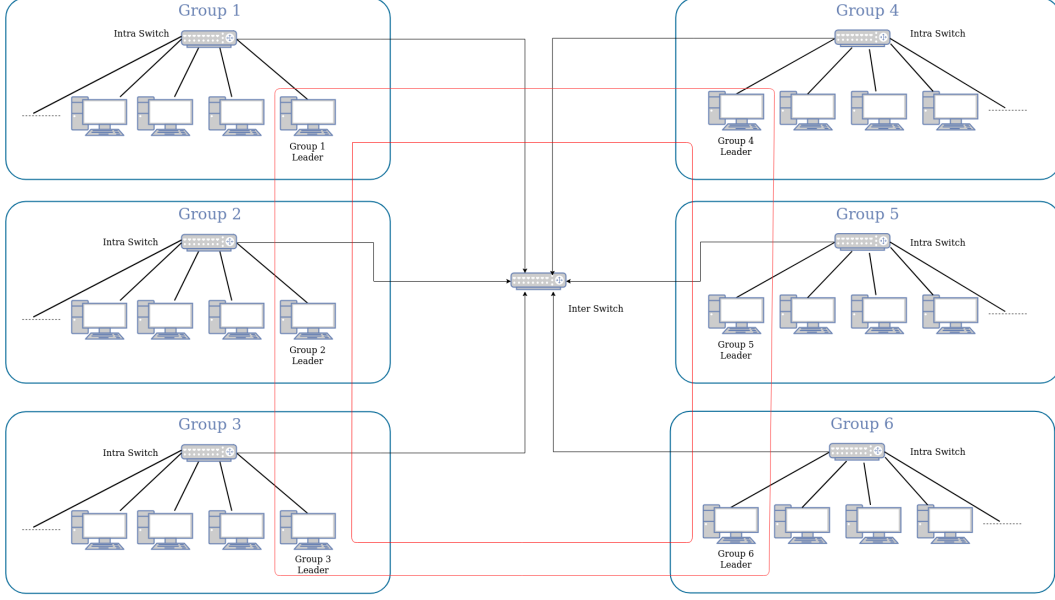 Group 1
Intra Switch
Group 1
Leader
Group 4
Intra Switch
Group 4
Leader
Group 2
Intra Switch
Group 2
Leader
Inter Switch
Group 5
Intra Switch
Group 5
Leader
Group 3
Intra Switch
Group 3
Leader
Group 6
Intra Switch
Group 6
Leader